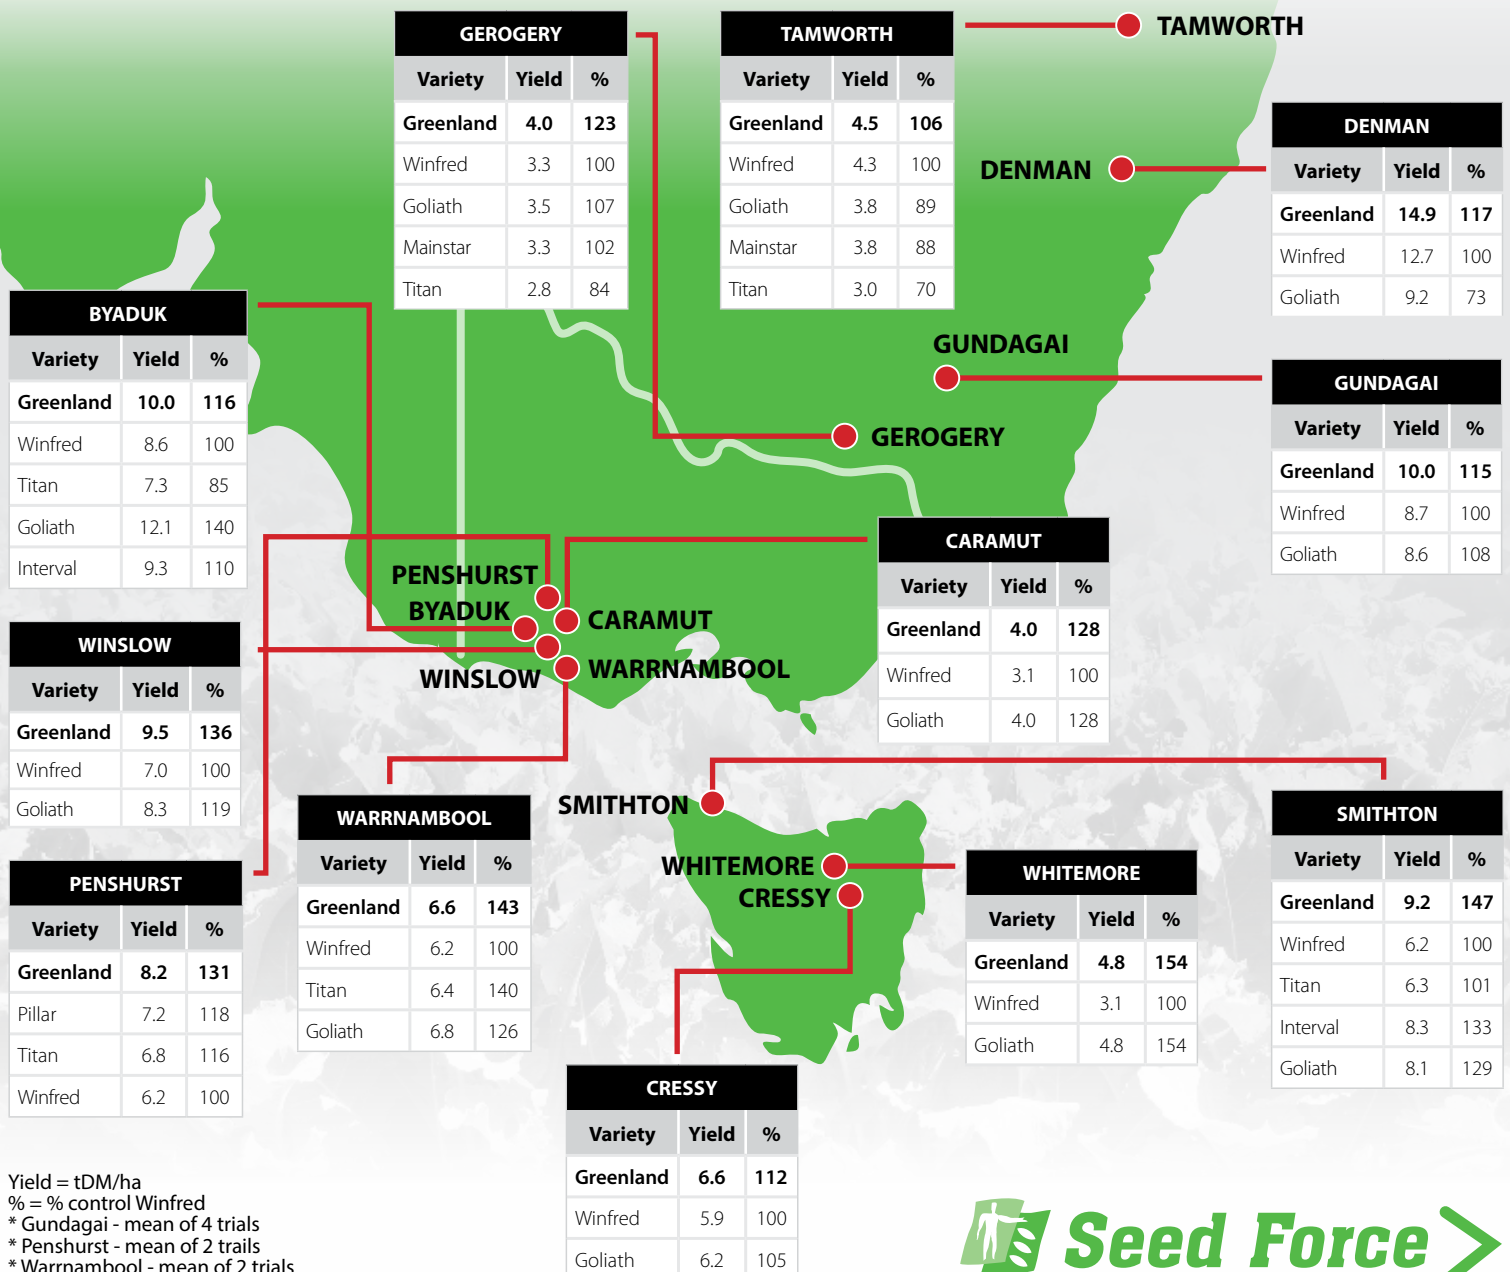 GEROGERY
Variety Yield %
Greenland 4.0 123
Winfred 3.3 100
Goliath 3.5 107
Mainstar 3.3 102
Titan 2.8 84
TAMWORTH
Variety Yield %
Greenland 4.5 106
Winfred 4.3 100
Goliath 3.8 89
Mainstar 3.8 88
Titan 3.0 70
TAMWORTH
DENMAN
DENMAN
Variety Yield %
Greenland 14.9 117
Winfred 12.7 100
Goliath 9.2 73
BYADUK
Variety Yield %
Greenland 10.0 116
Winfred 8.6 100
Titan 7.3 85
Goliath 12.1 140
Interval 9.3 110
GUNDAGAI
GUNDAGAI
Variety Yield %
Greenland 10.0 115
Winfred 8.7 100
Goliath 8.6 108
GEROGERY
PENSHURST
BYADUK
CARAMUT
WINSLOW
WARRNAMBOOL
CARAMUT
Variety Yield %
Greenland 4.0 128
Winfred 3.1 100
Goliath 4.0 128
WINSLOW
Variety Yield %
Greenland 9.5 136
Winfred 7.0 100
Goliath 8.3 119
WARRNAMBOOL
Variety Yield %
Greenland 6.6 143
Winfred 6.2 100
Titan 6.4 140
Goliath 6.8 126
SMITHTON
WHITEMORE
CRESSY
SMITHTON
Variety Yield %
Greenland 9.2 147
Winfred 6.2 100
Titan 6.3 101
Interval 8.3 133
Goliath 8.1 129
PENSHURST
Variety Yield %
Greenland 8.2 131
Pillar 7.2 118
Titan 6.8 116
Winfred 6.2 100
WHITEMORE
Variety Yield %
Greenland 4.8 154
Winfred 3.1 100
Goliath 4.8 154
CRESSY
Variety Yield %
Greenland 6.6 112
Winfred 5.9 100
Goliath 6.2 105
Yield = tDM/ha
% = % control Winfred
* Gundagai - mean of 4 trials
* Penshurst - mean of 2 trails
* Warrnambool - mean of 2 trials
Seed Force